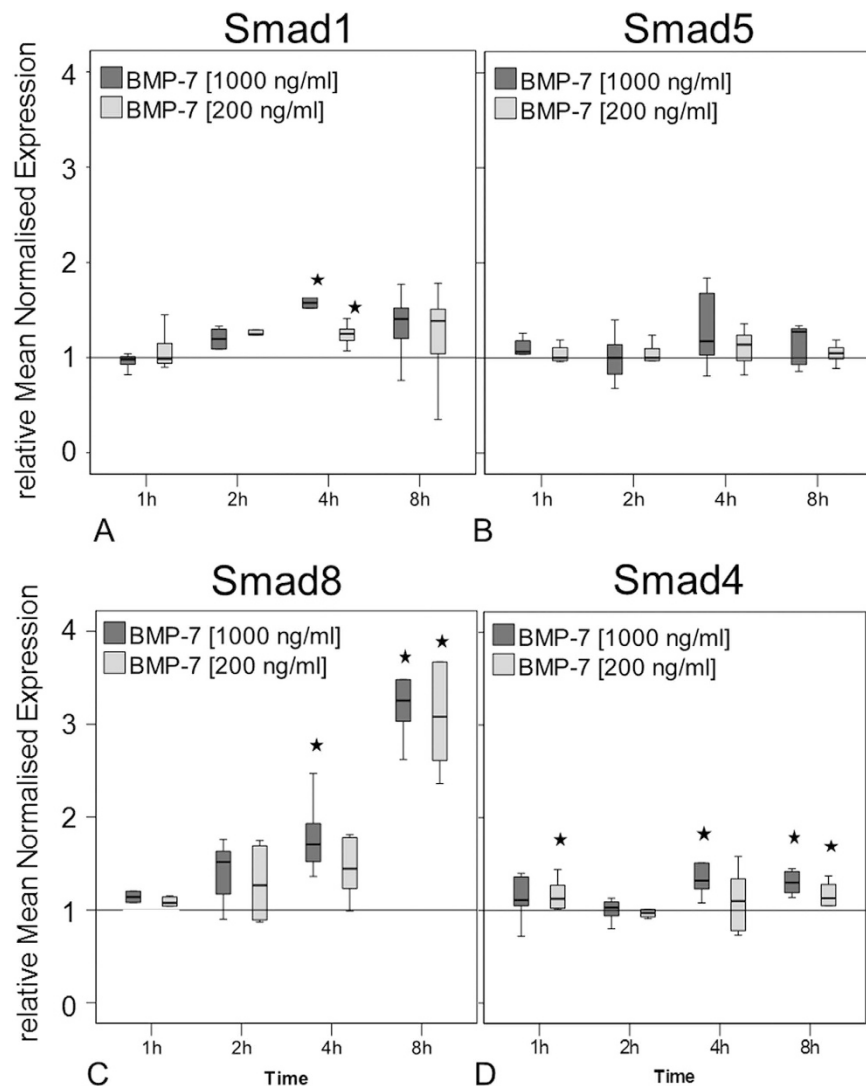 Smad1
Smad5
relative Mean Normalised Expression
4
3
2
1
0
BMP-7 [1000 ng/ml]
BMP-7 [200 ng/ml]
★
★
BMP-7 [1000 ng/ml]
BMP-7 [200 ng/ml]
1h 2h 4h 8h
1h 2h 4h 8h
A
B
Smad8
Smad4
relative Mean Normalised Expression
4
3
2
1
0
BMP-7 [1000 ng/ml]
BMP-7 [200 ng/ml]
★ ★
★
BMP-7 [1000 ng/ml]
BMP-7 [200 ng/ml]
★ ★ ★ ★
1h 2h 4h 8h
1h 2h 4h 8h
C
Time
D
Time